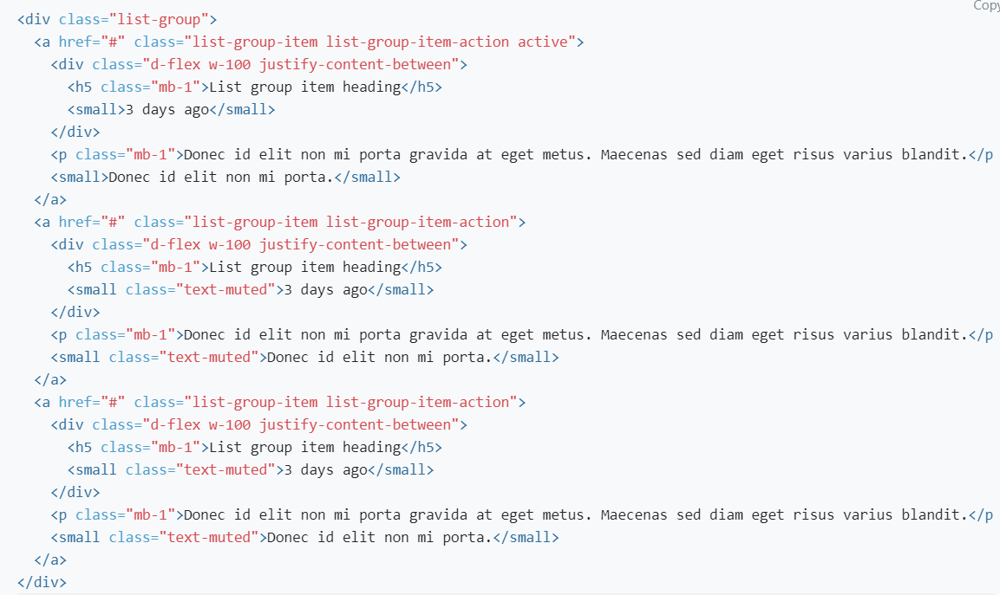 Copy
<div class="list-group">
  <a href="#" class="list-group-item list-group-item-action active">
    <div class="d-flex w-100 justify-content-between">
      <h5 class="mb-1">List group item heading</h5>
      <small>3 days ago</small>
    </div>
    <p class="mb-1">Donec id elit non mi porta gravida at eget metus. Maecenas sed diam eget risus varius blandit.</p
    <small>Donec id elit non mi porta.</small>
  </a>
  <a href="#" class="list-group-item list-group-item-action">
    <div class="d-flex w-100 justify-content-between">
      <h5 class="mb-1">List group item heading</h5>
      <small class="text-muted">3 days ago</small>
    </div>
    <p class="mb-1">Donec id elit non mi porta gravida at eget metus. Maecenas sed diam eget risus varius blandit.</p
    <small class="text-muted">Donec id elit non mi porta.</small>
  </a>
  <a href="#" class="list-group-item list-group-item-action">
    <div class="d-flex w-100 justify-content-between">
      <h5 class="mb-1">List group item heading</h5>
      <small class="text-muted">3 days ago</small>
    </div>
    <p class="mb-1">Donec id elit non mi porta gravida at eget metus. Maecenas sed diam eget risus varius blandit.</p
    <small class="text-muted">Donec id elit non mi porta.</small>
  </a>
</div>